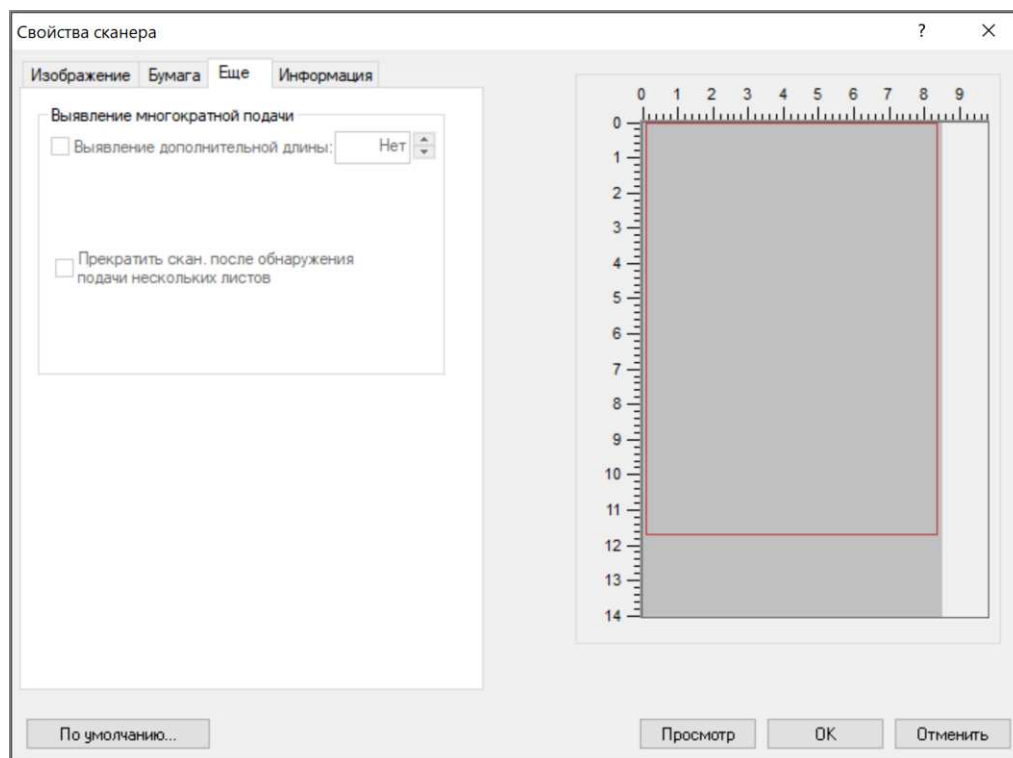 Свойства сканера ?
Изображение Бумага Еще Информация
Выявление многократной подачи
Выявление дополнительной длины: Нет
Прекратить скан. после обнаружения
подачи нескольких листов
0 1 2 3 4 5 6 7 8 9
0
1
2
3
4
5
6
7
8
9
10
11
12
13
14
По умолчанию... Просмотр OK Отменить